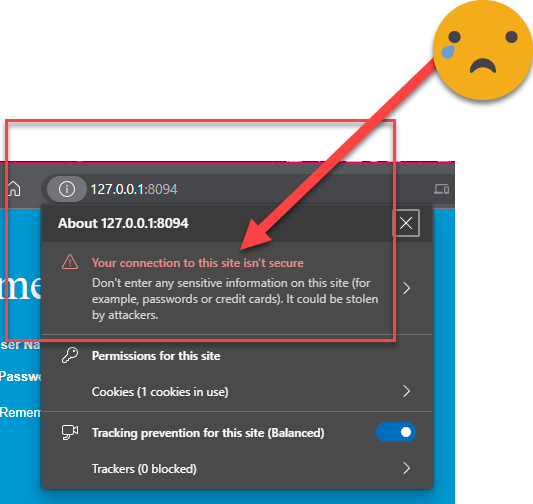 127.0.0.1:8094
About 127.0.0.1:8094
Your connection to this site isn't secure
Don't enter any sensitive information on this site (for
example, passwords or credit cards). It could be stolen
by attackers.
me
ser Na
Permissions for this site
Passwo
Cookies (1 cookies in use)
Remem
Tracking prevention for this site (Balanced)
Trackers (0 blocked)